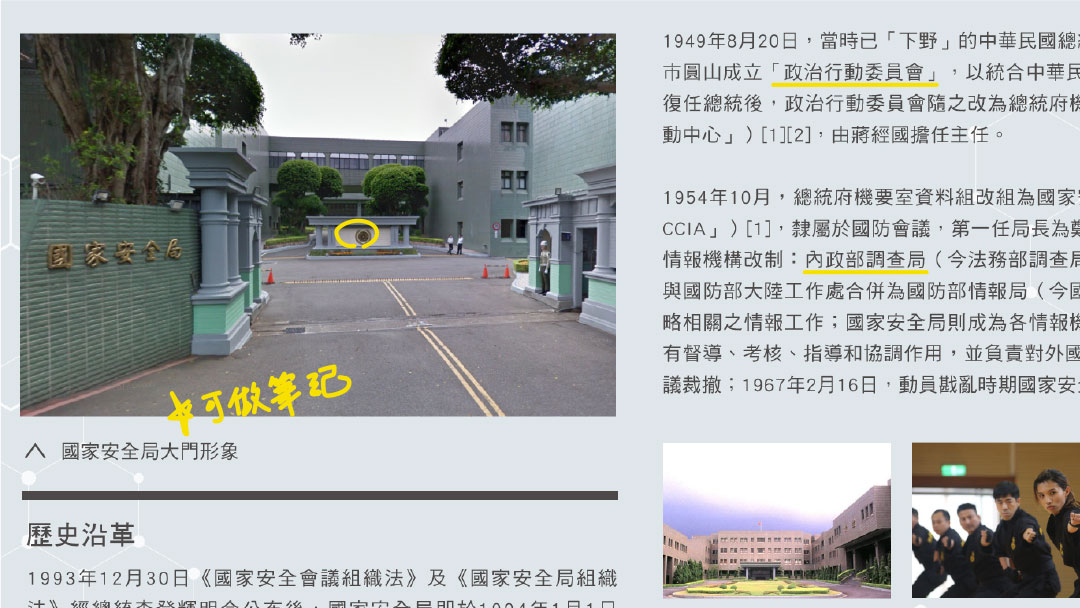 國家安全局
可做筆記
國家安全局大門形象
歷史沿革
1993年12月30日《國家安全會議組織法》及《國家安全局組織
法》經總統李登輝明令公布後，國家安全局即於1994年1月1日
1949年8月20日，當時已「下野」的中華民國總
市圓山成立「政治行動委員會」，以統合中華民
復任總統後，政治行動委員會隨之改為總統府機
動中心」）[1][2]，由蔣經國擔任主任。
1954年10月，總統府機要室資料組改組為國家安
CCIA」）[1]，隸屬於國防會議，第一任局長為鄭
情報機構改制：內政部調查局（今法務部調查局
與國防部大陸工作處合併為國防部情報局（今國
略相關之情報工作；國家安全局則成為各情報機
有督導、考核、指導和協調作用，並負責對外國
議裁撤；1967年2月16日，動員戡亂時期國家安全